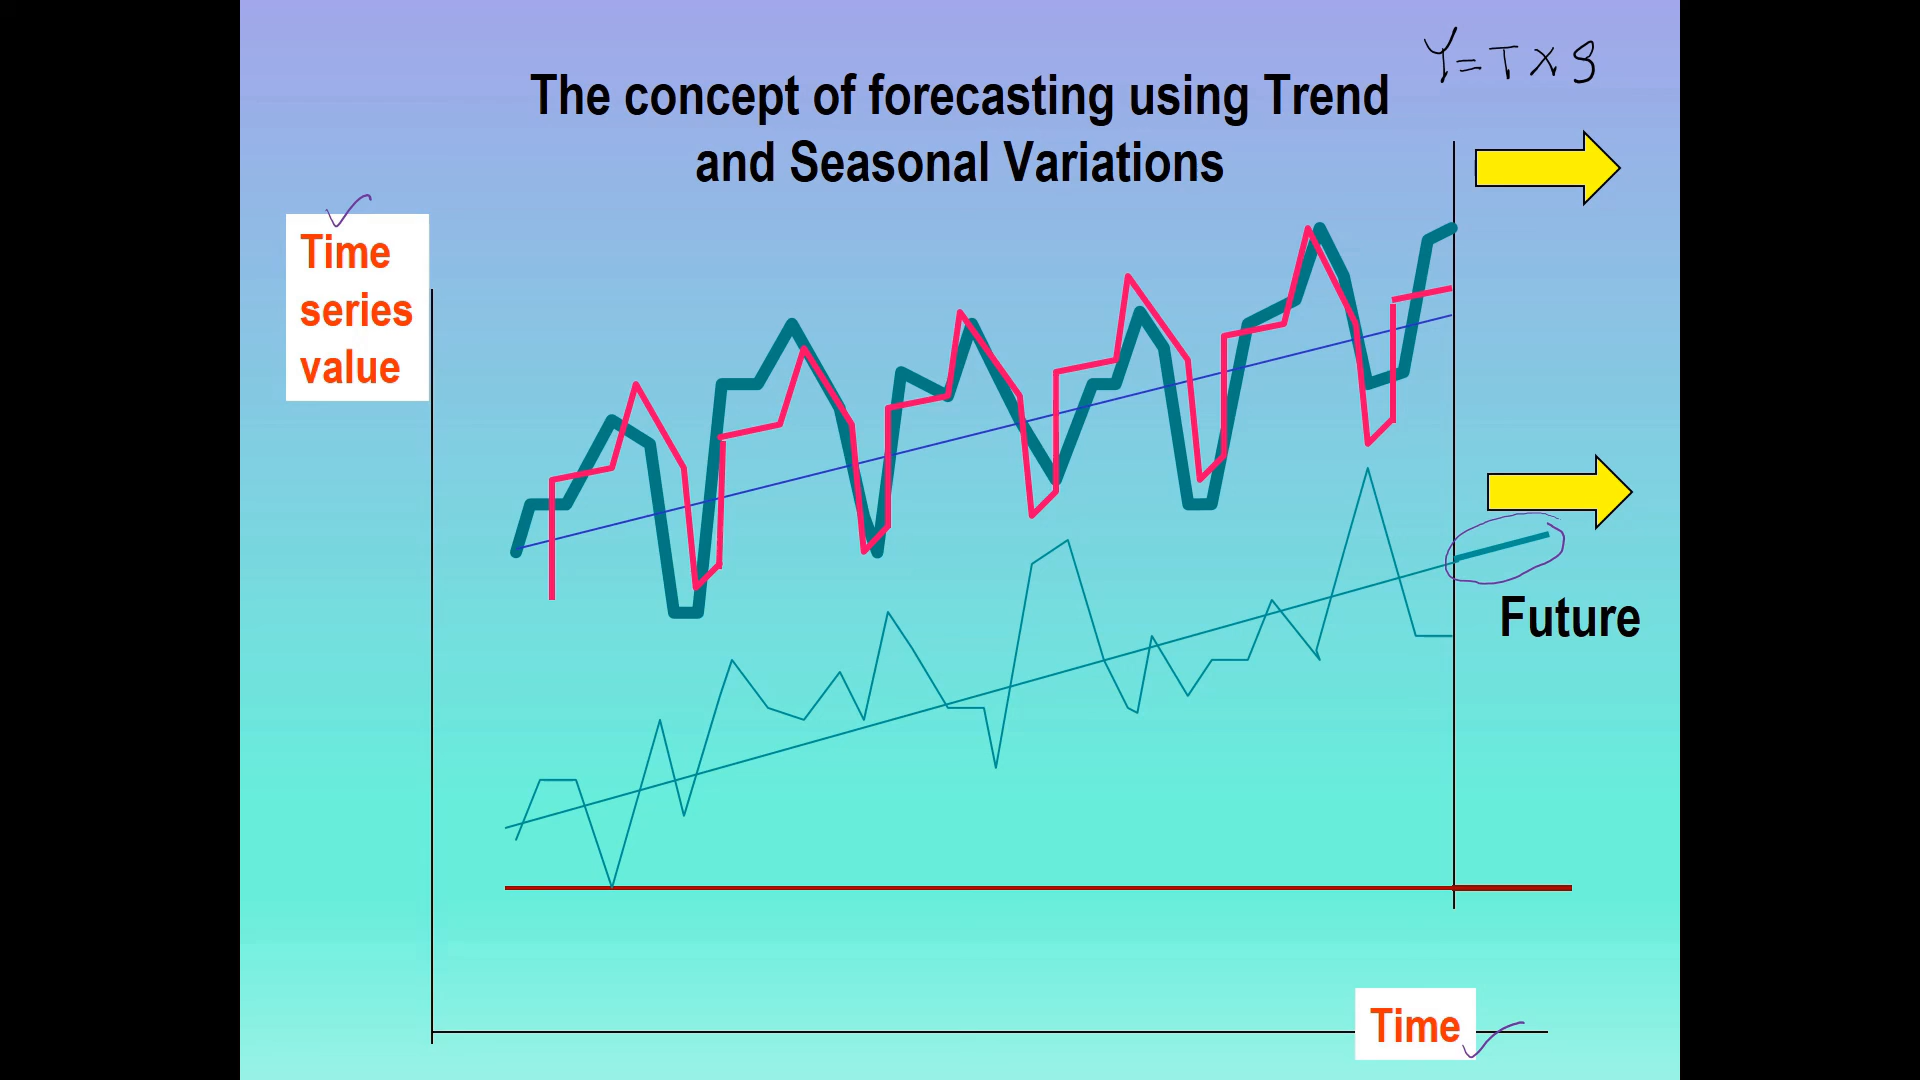 Y = T X S
The concept of forecasting using Trend
and Seasonal Variations
Time
series
value
Future
Time